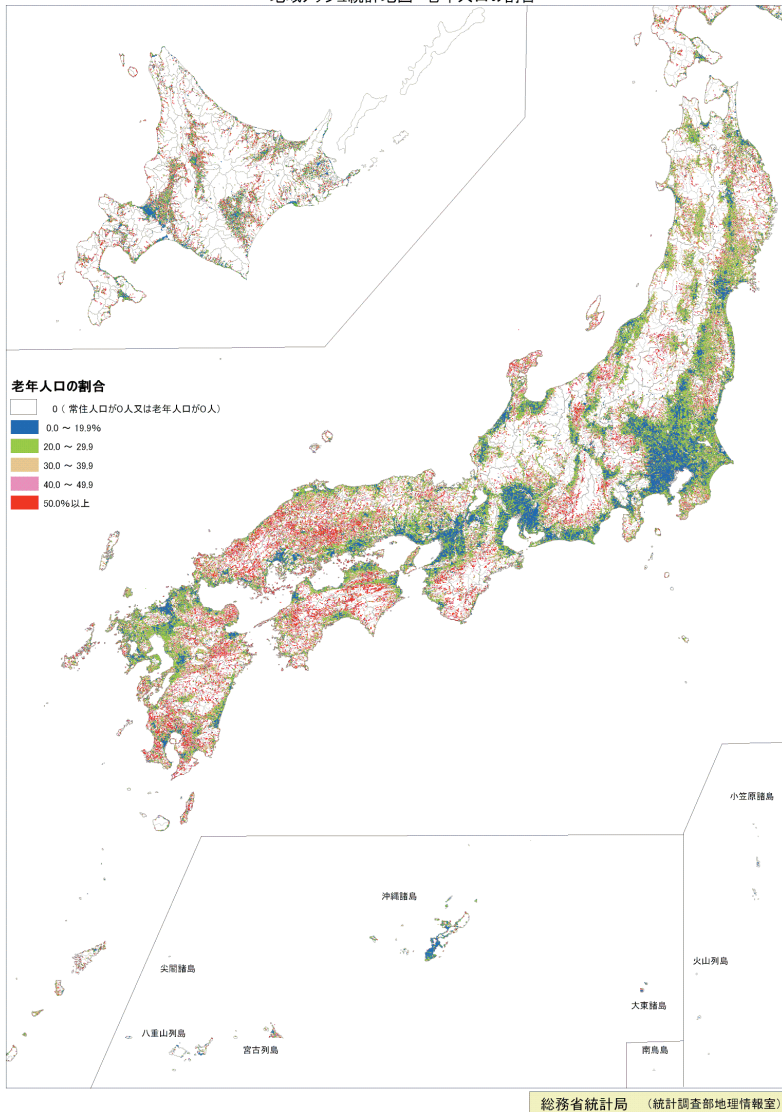 老年人口の割合
0 ( 常住人口が0人又は老年人口が0人)
0.0 ～ 19.9%
20.0 ～ 29.9
30.0 ～ 39.9
40.0 ～ 49.9
50.0%以上
小笠原諸島
沖縄諸島
尖閣諸島
火山列島
大東諸島
八重山列島
宮古列島
南鳥島
総務省統計局 (統計調査部地理情報室)